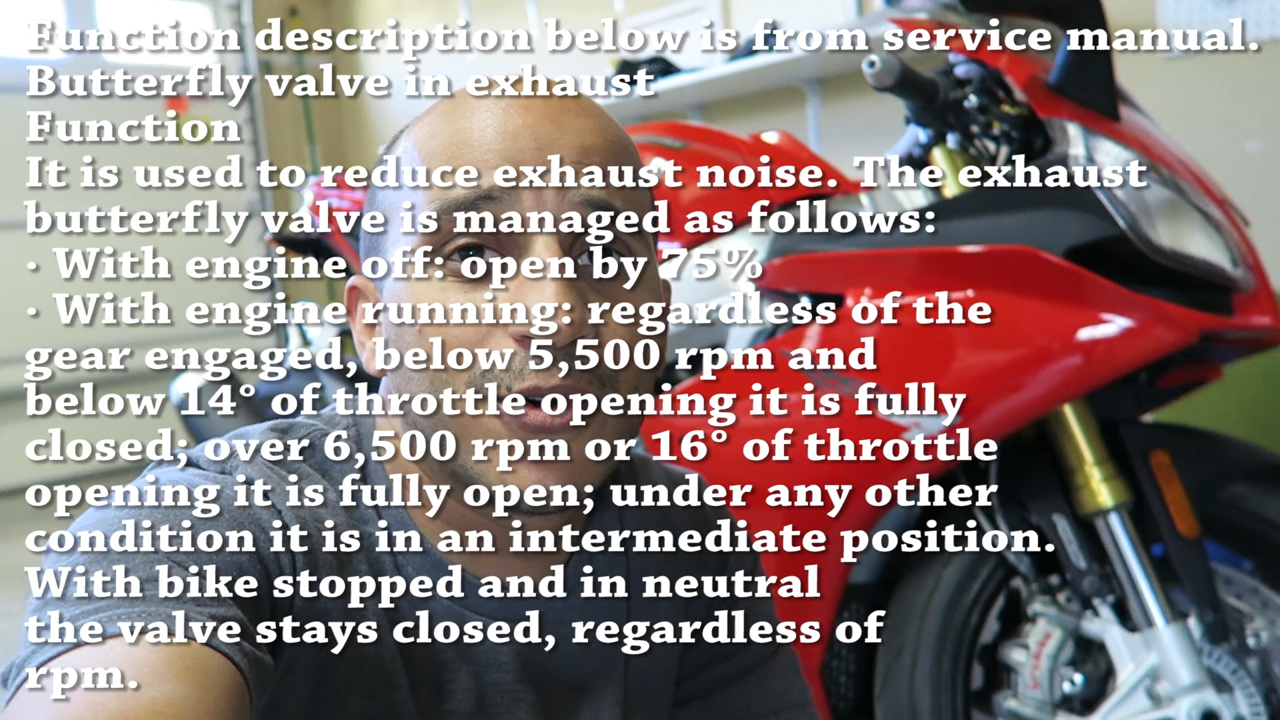 Function description below is from service manual.
Butterfly valve in exhaust
Function
It is used to reduce exhaust noise. The exhaust
butterfly valve is managed as follows:
· With engine off: open by 75%
· With engine running: regardless of the
gear engaged, below 5,500 rpm and
below 14° of throttle opening it is fully
closed; over 6,500 rpm or 16° of throttle
opening it is fully open; under any other
condition it is in an intermediate position.
With bike stopped and in neutral
the valve stays closed, regardless of
rpm.